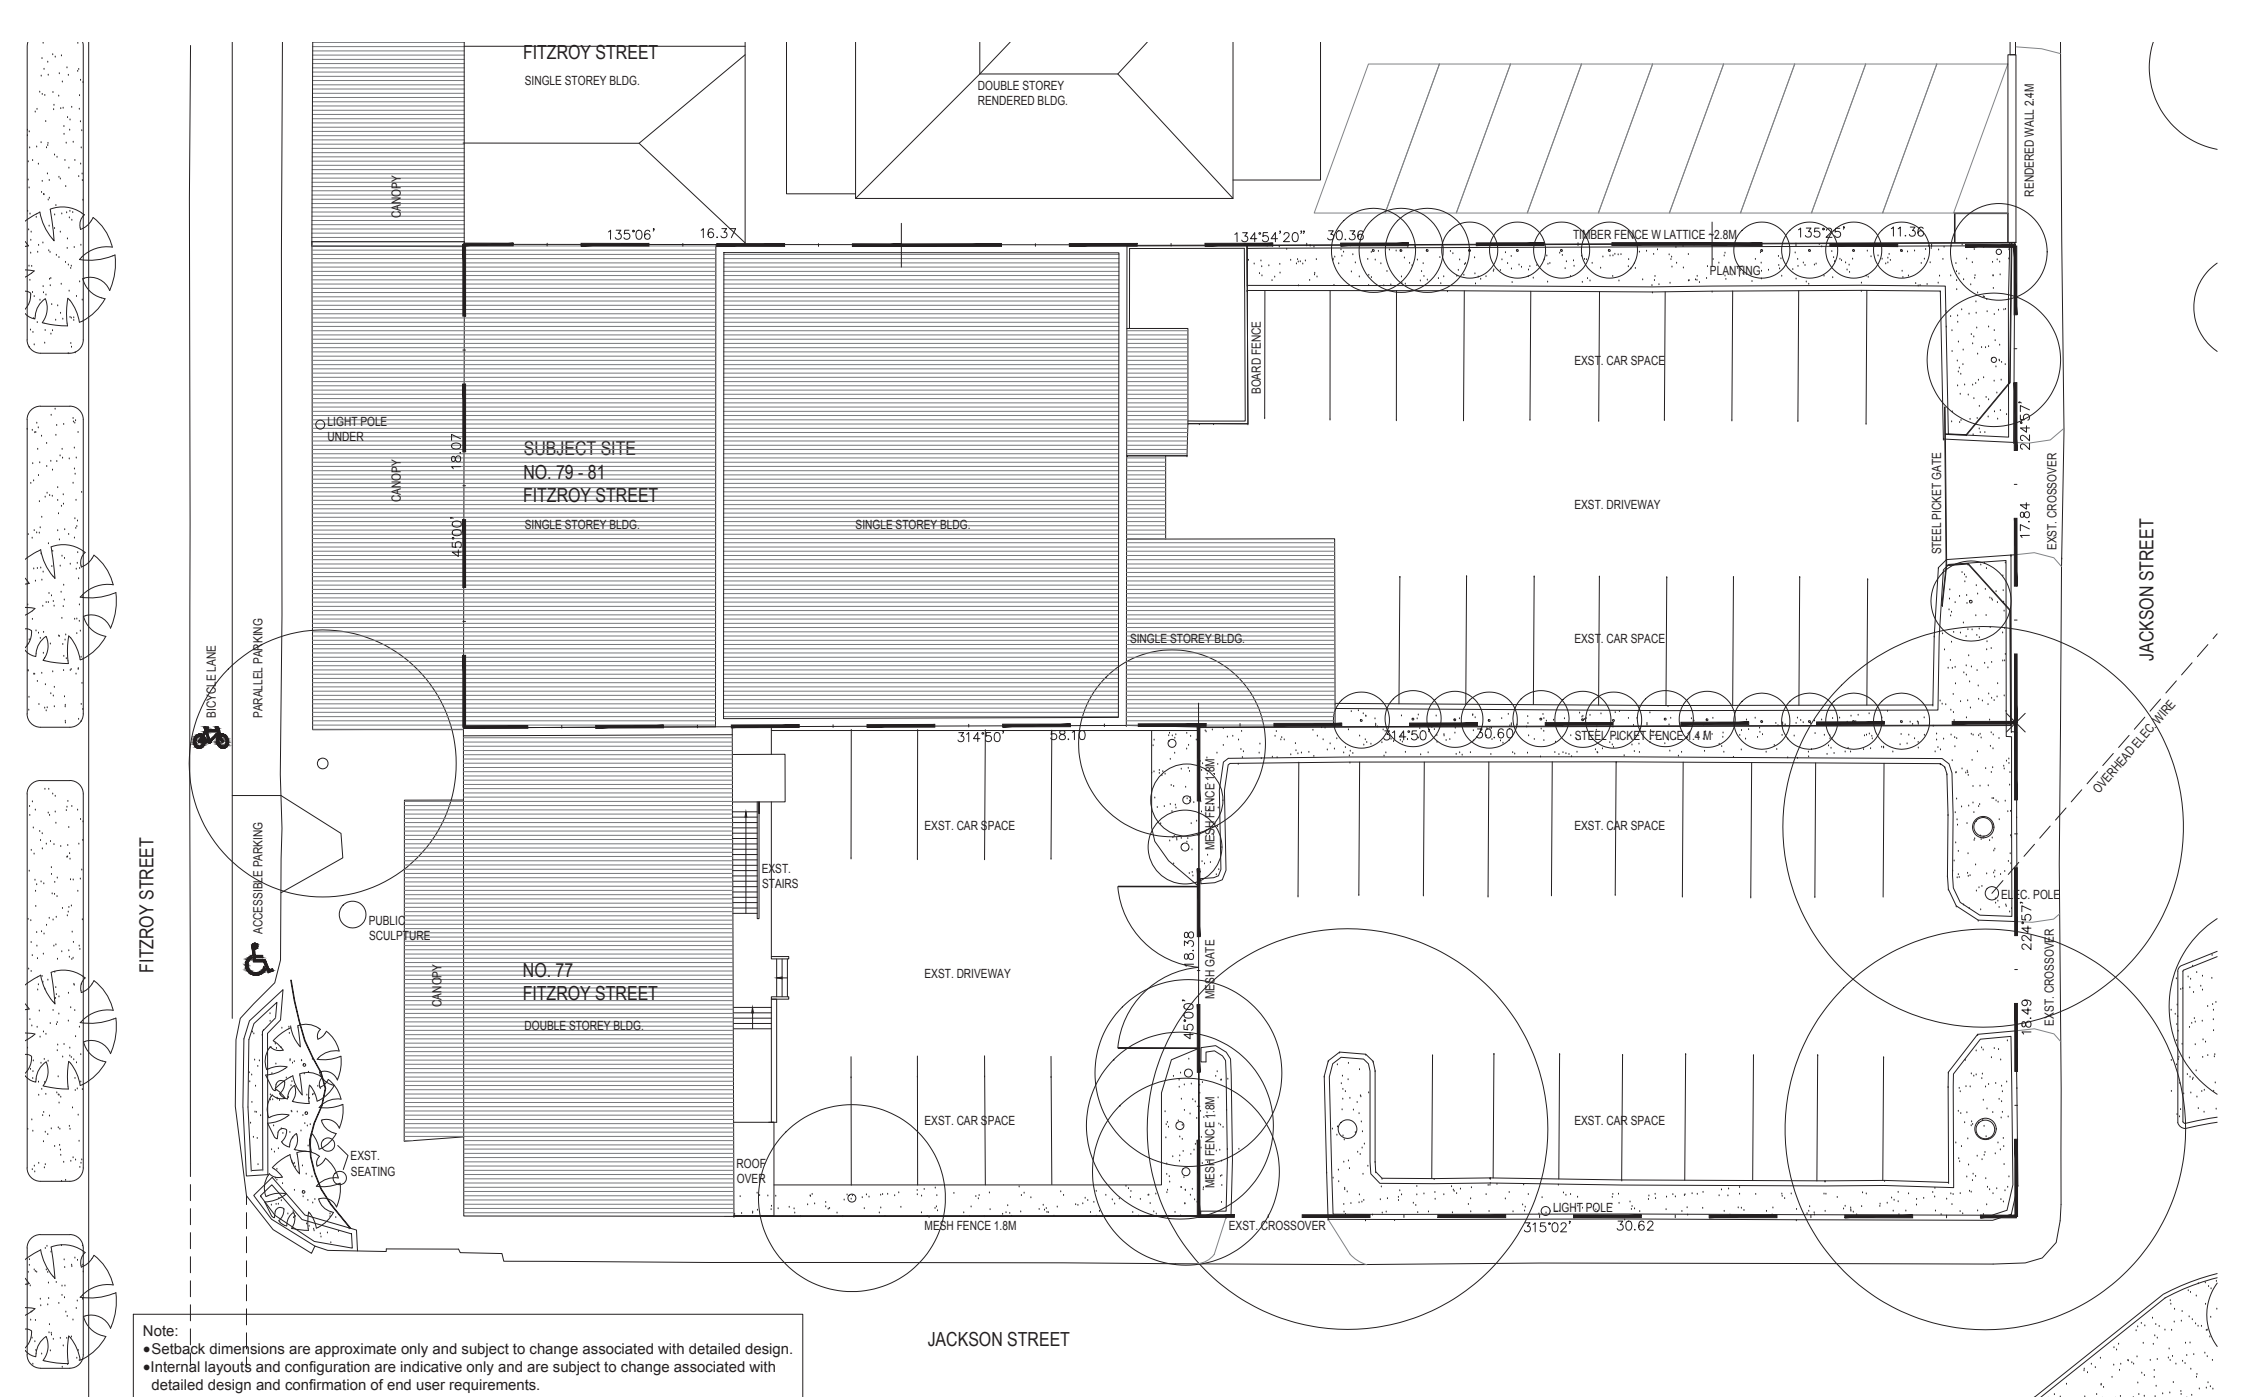 FITZROY STREET
SINGLE STOREY BLDG.
DOUBLE STOREY
RENDERED BLDG.
RENDERED WALL 2.4M
CANOPY
135°06'
16.37
134°54'20"
30.36
TIMBER FENCE W LATTICE ~2.8M
135°25'
11.36
PLANTING
BOARD FENCE
EXST. CAR SPACE
LIGHT POLE
UNDER
CANOPY
18.07
45°00'
SUBJECT SITE
NO. 79 - 81
FITZROY STREET
SINGLE STOREY BLDG.
SINGLE STOREY BLDG.
EXST. DRIVEWAY
STEEL PICKET GATE
224°57'
17.84
EXST. CROSSOVER
JACKSON STREET
BICYCLE LANE
PARALLEL PARKING
SINGLE STOREY BLDG.
EXST. CAR SPACE
314°50'
58.10
314°50'
30.60
STEEL PICKET FENCE 1.4 M
OVERHEAD ELEC. WIRE
MESH FENCE 1.8M
EXST. CAR SPACE
EXST. CAR SPACE
FITZROY STREET
ACCESSIBLE PARKING
EXST.
STAIRS
ELEC. POLE
PUBLIC
SCULPTURE
CANOPY
NO. 77
FITZROY STREET
DOUBLE STOREY BLDG.
EXST. DRIVEWAY
18.38
45°00'
MESH GATE
224°57'
18.49
EXST. CROSSOVER
EXST. CAR SPACE
MESH FENCE 1.8M
EXST. CAR SPACE
EXST.
SEATING
ROOF
OVER
MESH FENCE 1.8M
EXST. CROSSOVER
LIGHT POLE
315°02'
30.62
JACKSON STREET
Note:
●Setback dimensions are approximate only and subject to change associated with detailed design.
●Internal layouts and configuration are indicative only and are subject to change associated with
detailed design and confirmation of end user requirements.